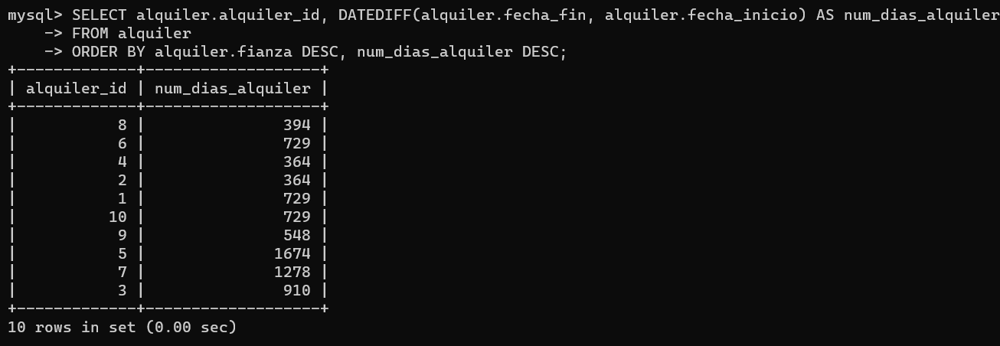 mysql> SELECT alquiler.alquiler_id, DATEDIFF(alquiler.fecha_fin, alquiler.fecha_inicio) AS num_dias_alquiler
    -> FROM alquiler
    -> ORDER BY alquiler.fianza DESC, num_dias_alquiler DESC;
+-------------+-------------------+
| alquiler_id | num_dias_alquiler |
+-------------+-------------------+
|           8 |               394 |
|           6 |               729 |
|           4 |               364 |
|           2 |               364 |
|           1 |               729 |
|          10 |               729 |
|           9 |               548 |
|           5 |              1674 |
|           7 |              1278 |
|           3 |               910 |
+-------------+-------------------+
10 rows in set (0.00 sec)